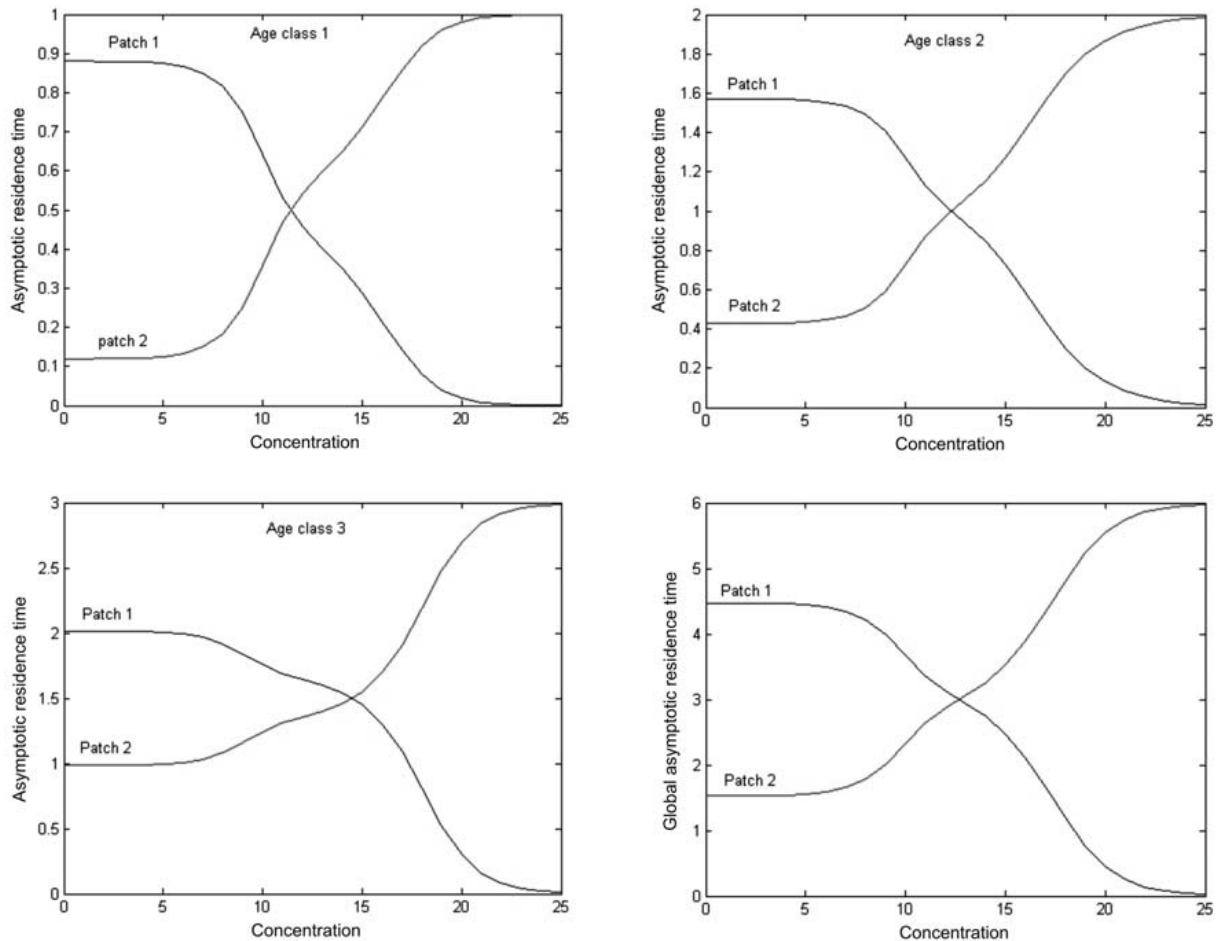 1
Age class 1
Patch 1
0.9
0.8
0.7
0.6
0.5
0.4
0.3
0.2
patch 2
0.1
0
0 5 10 15 20 25
Asymptotic residence time
Concentration
2
Age class 2
1.8
Patch 1
1.6
1.4
1.2
1
0.8
0.6
Patch 2
0.4
0.2
0
0 5 10 15 20 25
Asymptotic residence time
Concentration
3
Age class 3
2.5
Patch 1
2
1.5
Patch 2
1
0.5
0
0 5 10 15 20 25
Asymptotic residence time
Concentration
6
5
Patch 1
4
3
2
Patch 2
1
0
0 5 10 15 20 25
Global asymptotic residence time
Concentration